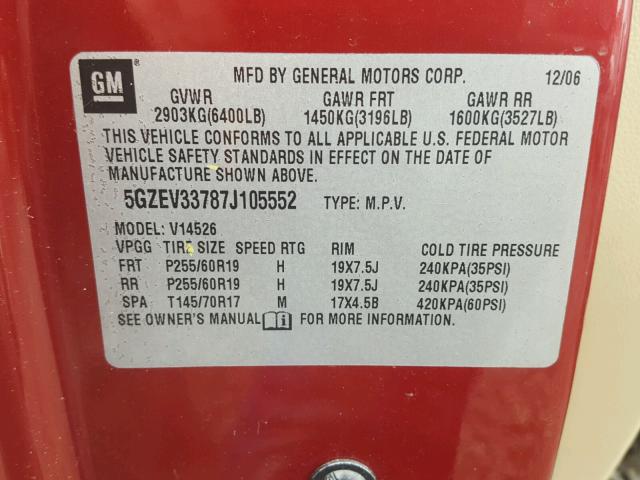 GM
MFD BY GENERAL MOTORS CORP. 12/06
GVWR GAWR FRT GAWR RR
2903KG(6400LB) 1450KG(3196LB) 1600KG(3527LB)
THIS VEHICLE CONFORMS TO ALL APPLICABLE U.S. FEDERAL MOTOR
VEHICLE SAFETY STANDARDS IN EFFECT ON THE DATE OF
MANUFACTURE SHOWN ABOVE.
5GZEV33787J105552 TYPE: M.P.V.
MODEL: V14526
VPGG TIRE SIZE SPEED RTG RIM COLD TIRE PRESSURE
FRT P255/60R19 H 19X7.5J 240KPA(35PSI)
RR P255/60R19 H 19X7.5J 240KPA(35PSI)
SPA T145/70R17 M 17X4.5B 420KPA(60PSI)
SEE OWNER'S MANUAL i FOR MORE INFORMATION.